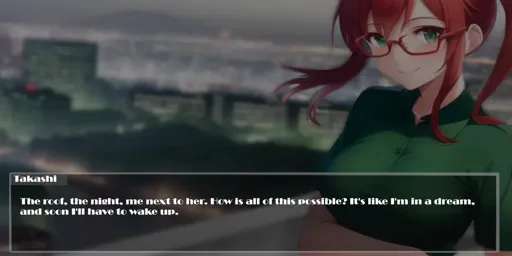 Takashi
The roof, the night, me next to her. How is all of this possible? It's like I'm in a dream,
and soon I'll have to wake up.